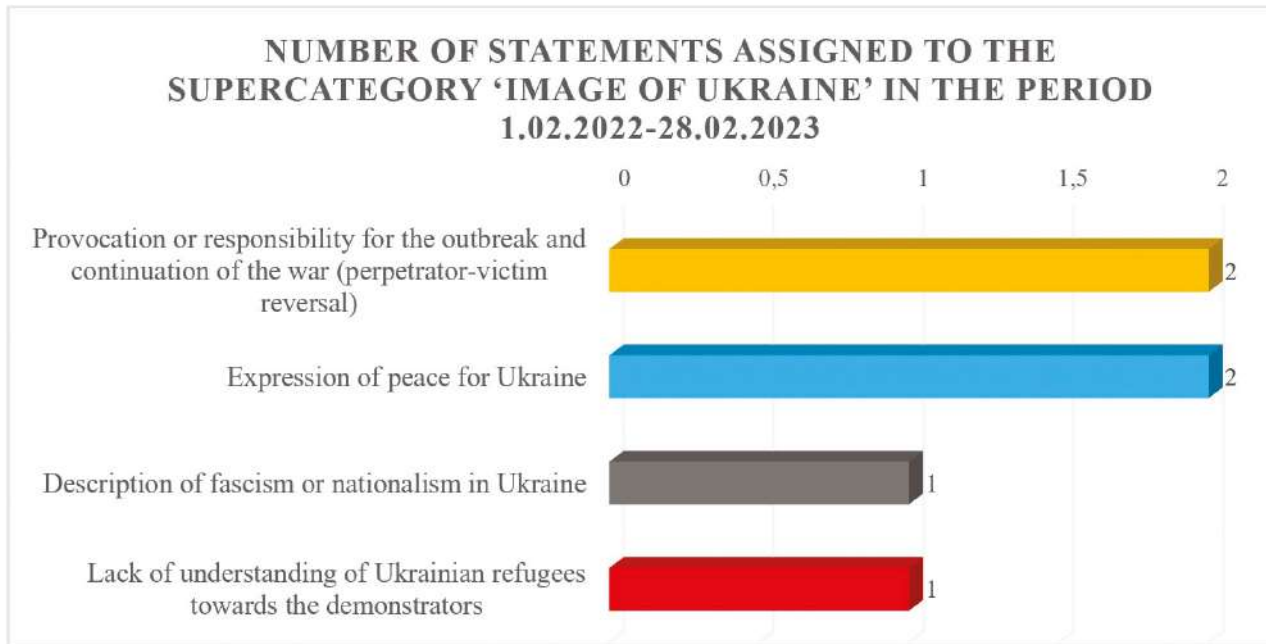 NUMBER OF STATEMENTS ASSIGNED TO THE
SUPERCATEGORY ‘IMAGE OF UKRAINE’ IN THE PERIOD
1.02.2022-28.02.2023
0 0,5 1 1,5 2
Provocation or responsibility for the outbreak and
continuation of the war (perpetrator-victim
reversal)
2
Expression of peace for Ukraine
2
Description of fascism or nationalism in Ukraine
1
Lack of understanding of Ukrainian refugees
towards the demonstrators
1